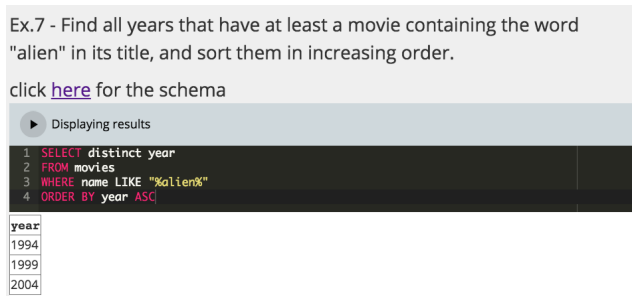 Ex.7 - Find all years that have at least a movie containing the word
"alien" in its title, and sort them in increasing order.
click here for the schema
Displaying results
1 SELECT distinct year
2 FROM movies
3 WHERE name LIKE "%alien%"
4 ORDER BY year ASC
year
1994
1999
2004